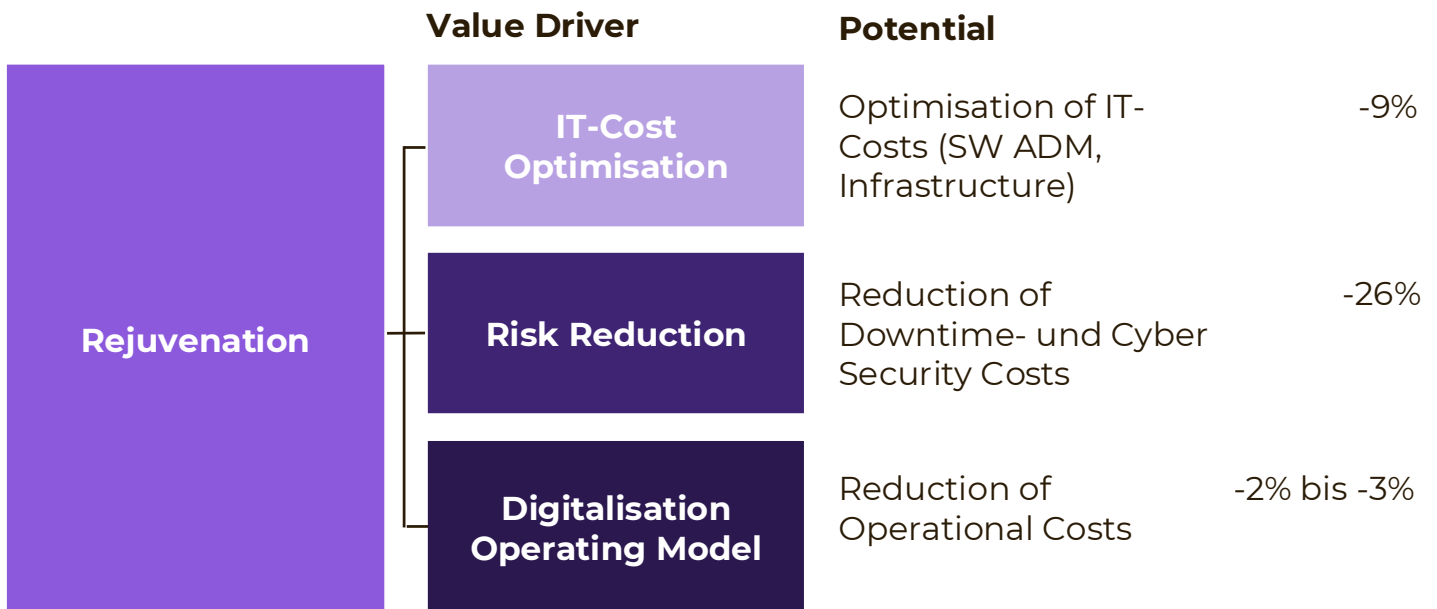 Value Driver
Potential
Rejuvenation
IT-Cost
Optimisation
Optimisation of IT-
Costs (SW ADM,
Infrastructure)
-9%
Risk Reduction
Reduction of
Downtime- und Cyber
Security Costs
-26%
Digitalisation
Operating Model
Reduction of
Operational Costs
-2% bis -3%